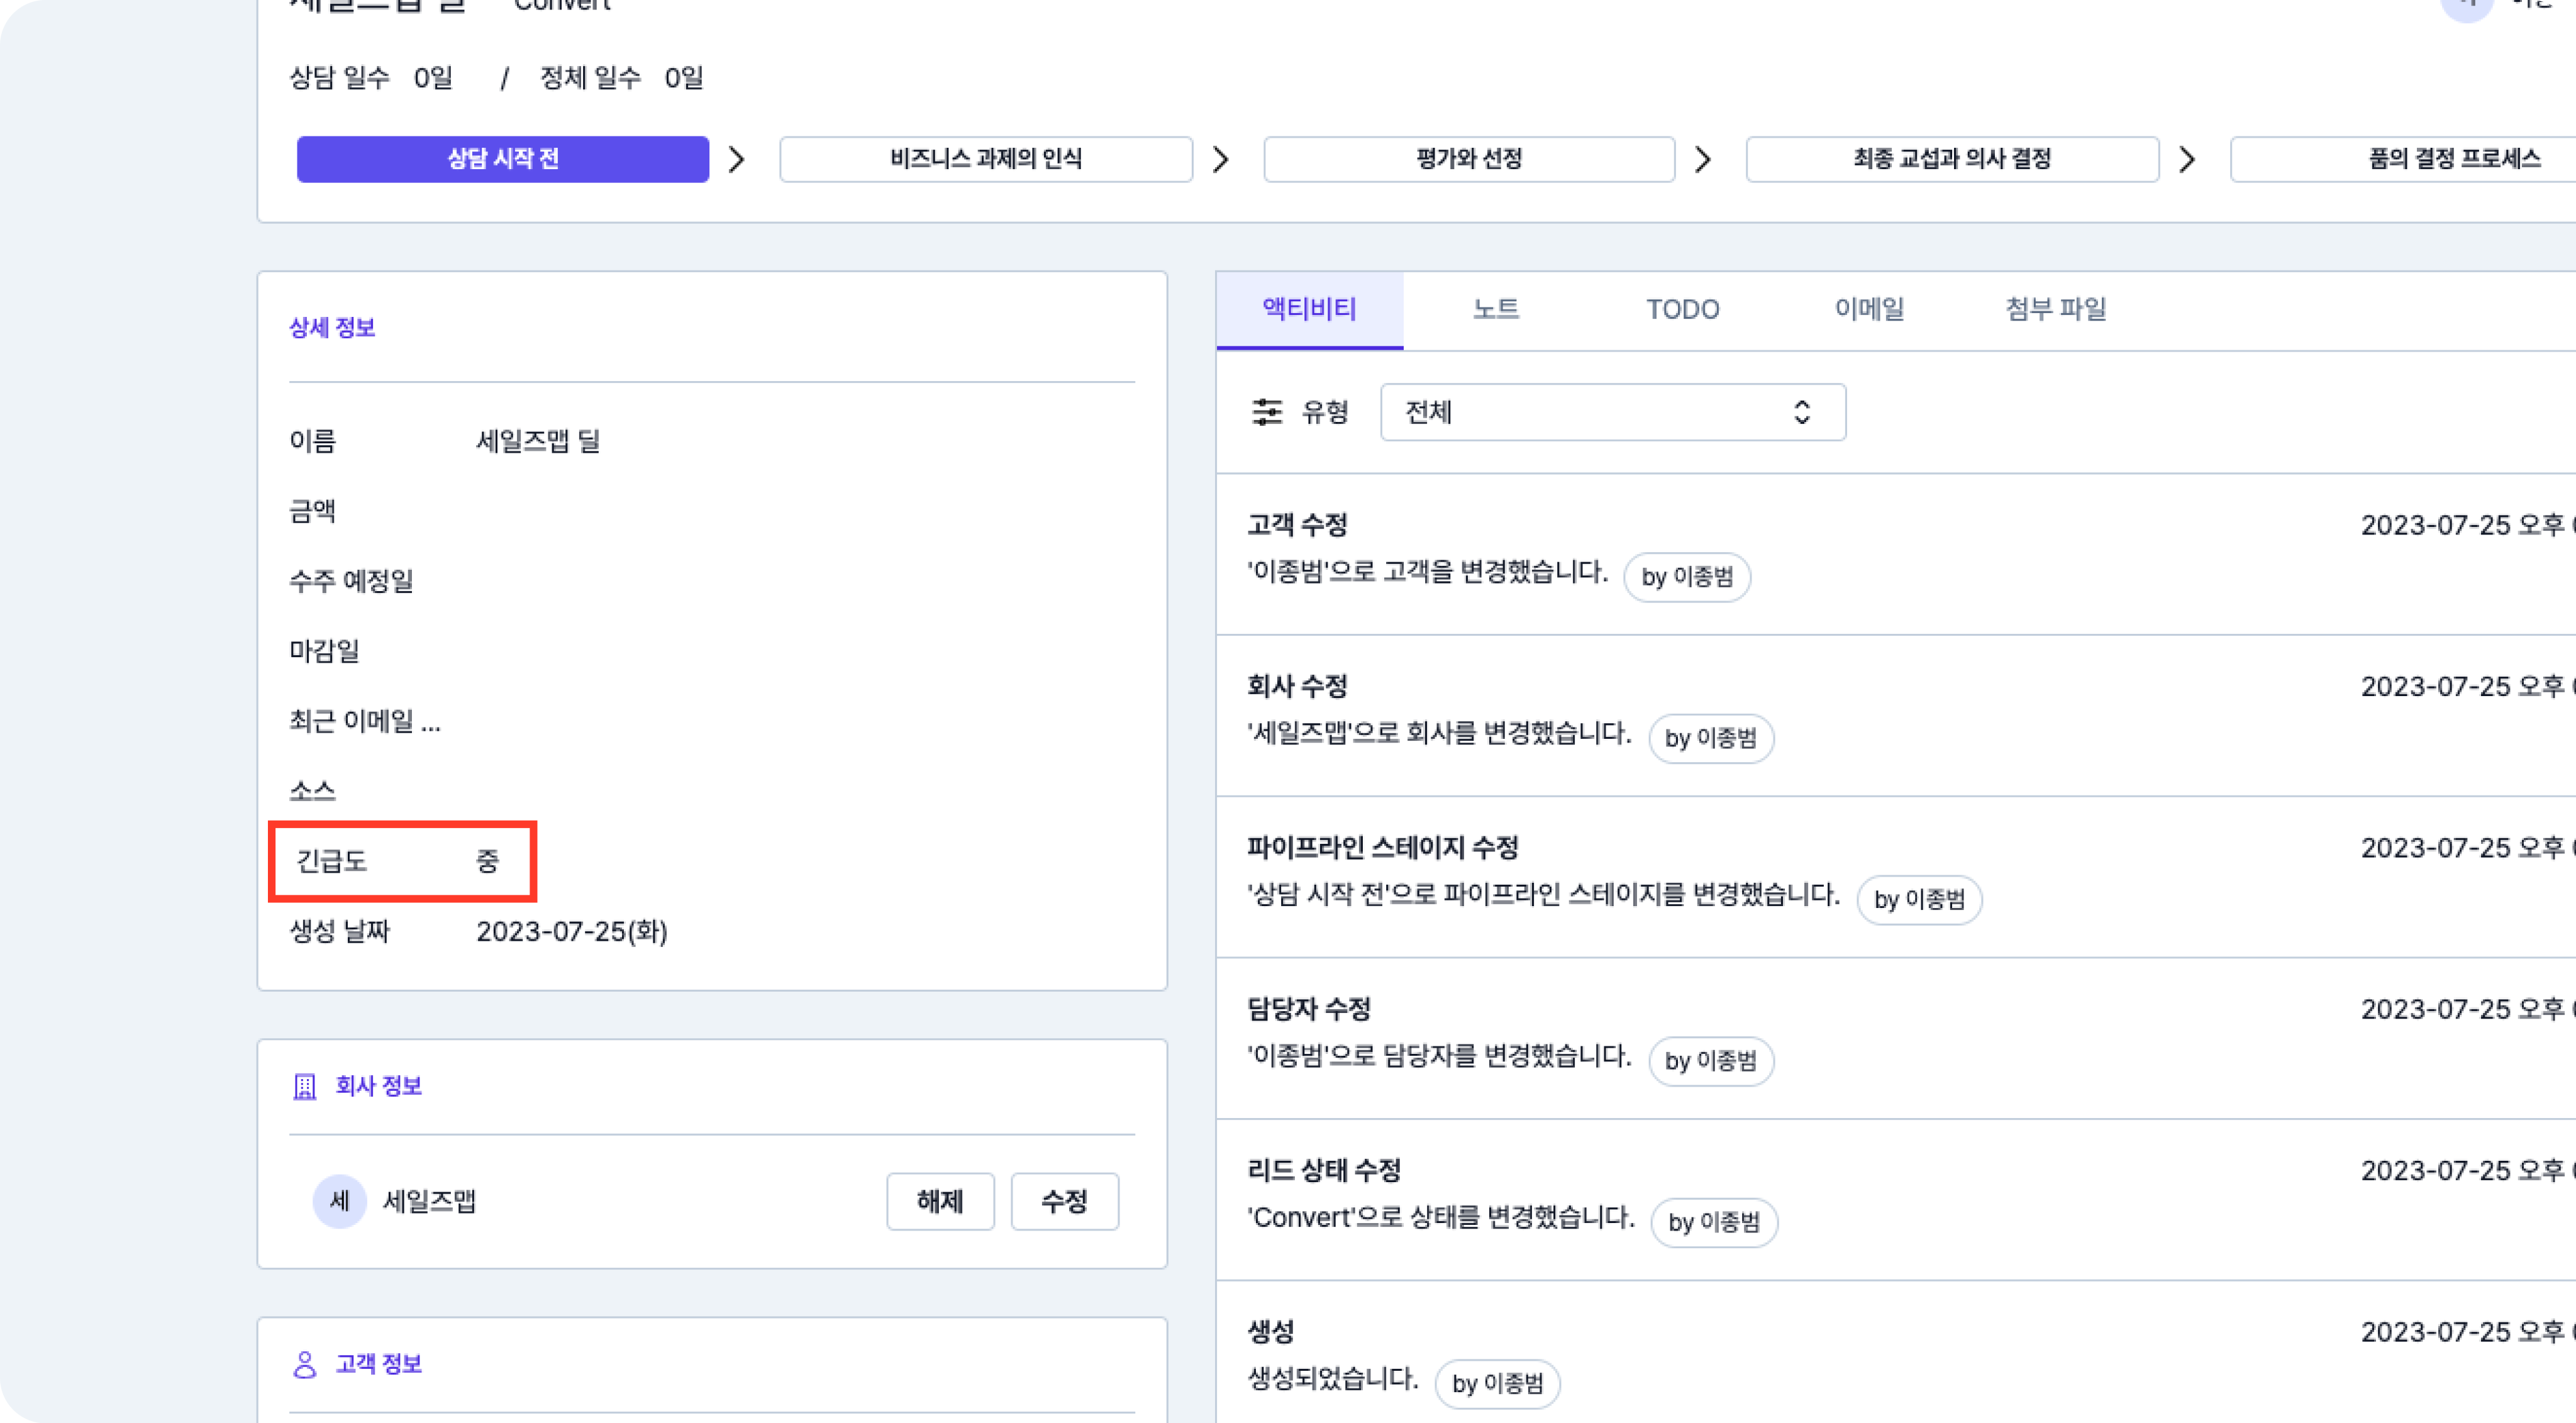 세일즈맵 딜 Convert
상담 일수 0일 / 정체 일수 0일
상담 시작 전 > 비즈니스 과제의 인식 > 평가와 선정 > 최종 교섭과 의사 결정 > 품의 결정 프로세스
상세 정보
이름 세일즈맵 딜
금액
수주 예정일
마감일
최근 이메일 ...
소스
긴급도 중
생성 날짜 2023-07-25(화)
회사 정보
세 세일즈맵 해제 수정
고객 정보
액티비티 노트 TODO 이메일 첨부 파일
유형 전체
고객 수정 2023-07-25 오후
'이종범'으로 고객을 변경했습니다. by 이종범
회사 수정 2023-07-25 오후
'세일즈맵'으로 회사를 변경했습니다. by 이종범
파이프라인 스테이지 수정 2023-07-25 오후
'상담 시작 전'으로 파이프라인 스테이지를 변경했습니다. by 이종범
담당자 수정 2023-07-25 오후
'이종범'으로 담당자를 변경했습니다. by 이종범
리드 상태 수정 2023-07-25 오후
'Convert'으로 상태를 변경했습니다. by 이종범
생성 2023-07-25 오후
생성되었습니다. by 이종범